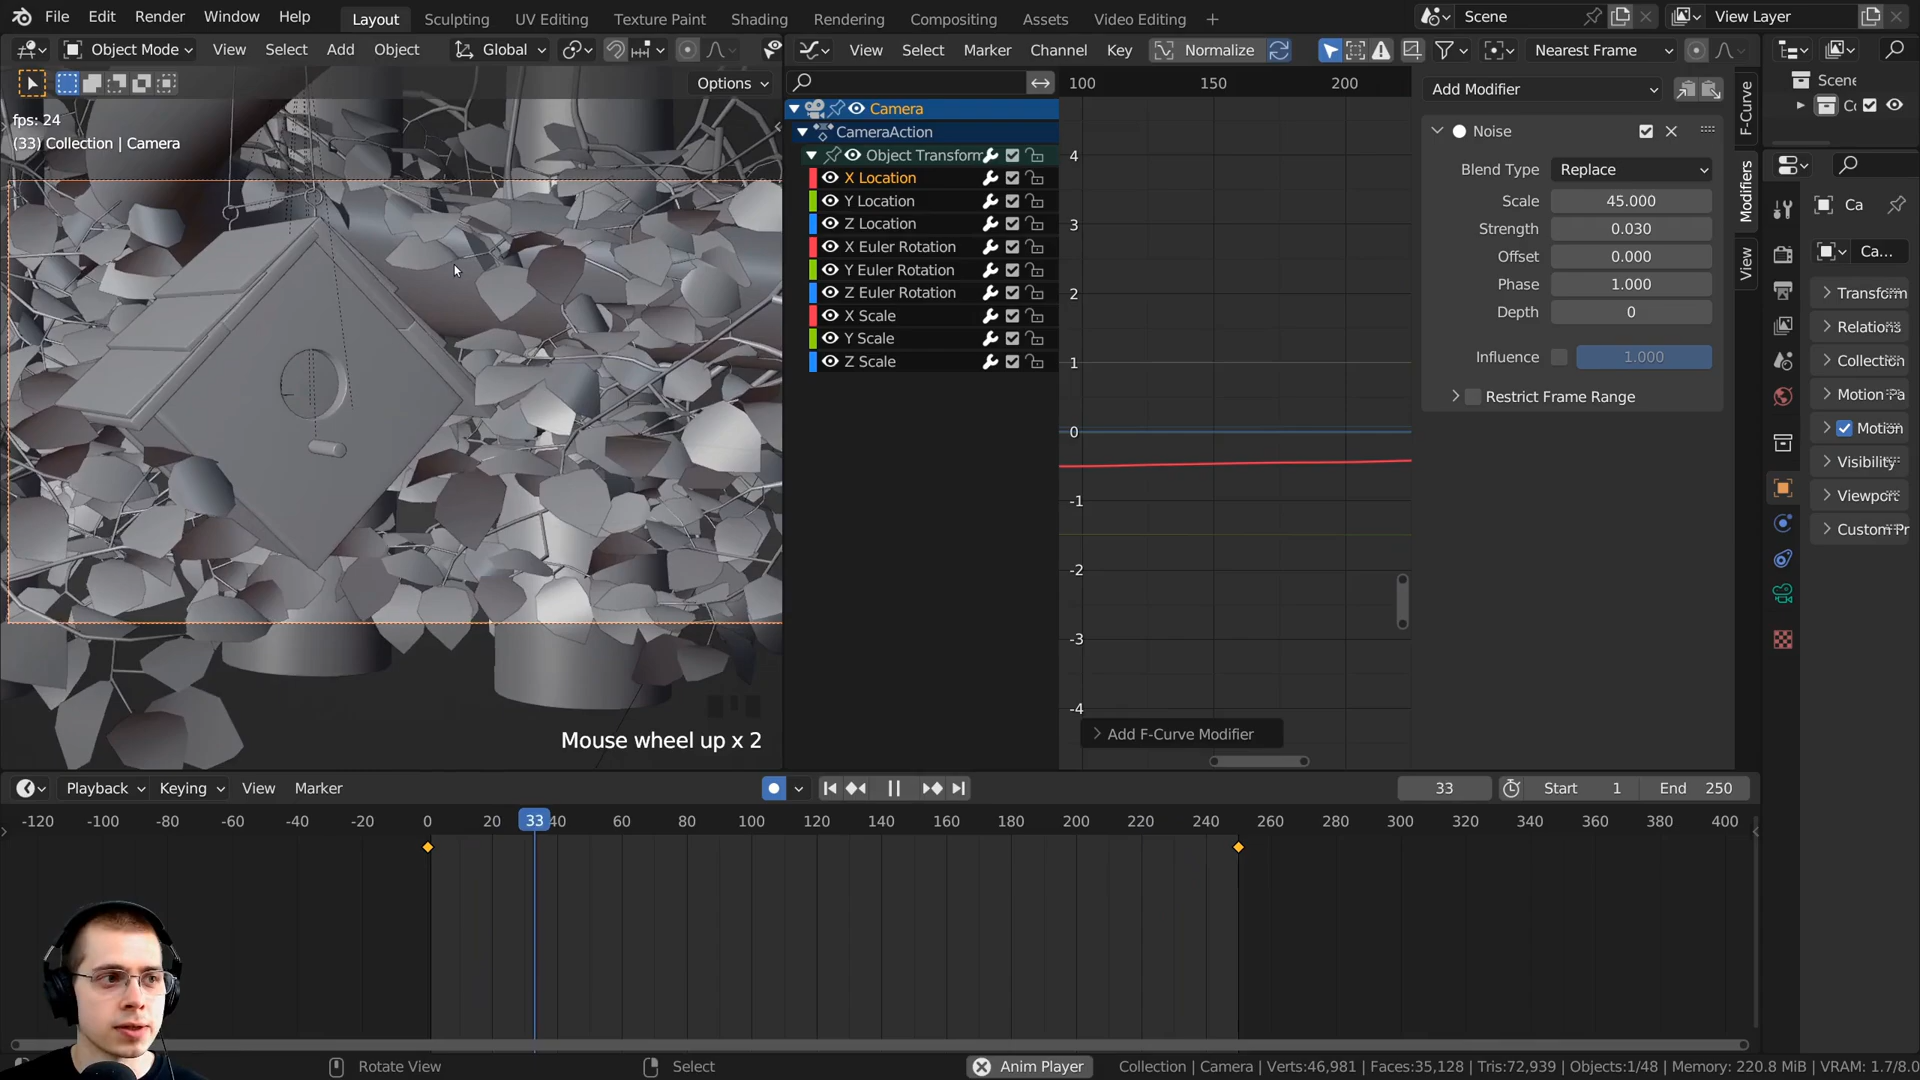 File Edit Render Window Help Layout Sculpting UV Editing Texture Paint Shading Rendering Compositing Assets Video Editing + Scene View Layer
Object Mode View Select Add Object Global View Select Marker Channel Key Normalize Nearest Frame
Options 100 150 200 Add Modifier Scene
fps: 24
(33) Collection | Camera
Camera
CameraAction
Object Transform
X Location
Y Location
Z Location
X Euler Rotation
Y Euler Rotation
Z Euler Rotation
X Scale
Y Scale
Z Scale
4
3
2
1
0
-1
-2
-3
-4
Add F-Curve Modifier
Noise
Blend Type Replace
Scale 45.000
Strength 0.030
Offset 0.000
Phase 1.000
Depth 0
Influence 1.000
Restrict Frame Range
F-Curve
Modifiers
View
Ca
Ca...
Transform
Relations
Collection
Motion Pa
Motion
Visibility
Viewport
Custom Pr
Mouse wheel up x 2
Playback Keying View Marker 33 Start 1 End 250
-120 -100 -80 -60 -40 -20 0 20 33 40 60 80 100 120 140 160 180 200 220 240 260 280 300 320 340 360 380 400
Rotate View Select Anim Player Collection | Camera | Verts:46,981 | Faces:35,128 | Tris:72,939 | Objects:1/48 | Memory: 220.8 MiB | VRAM: 1.7/8.0